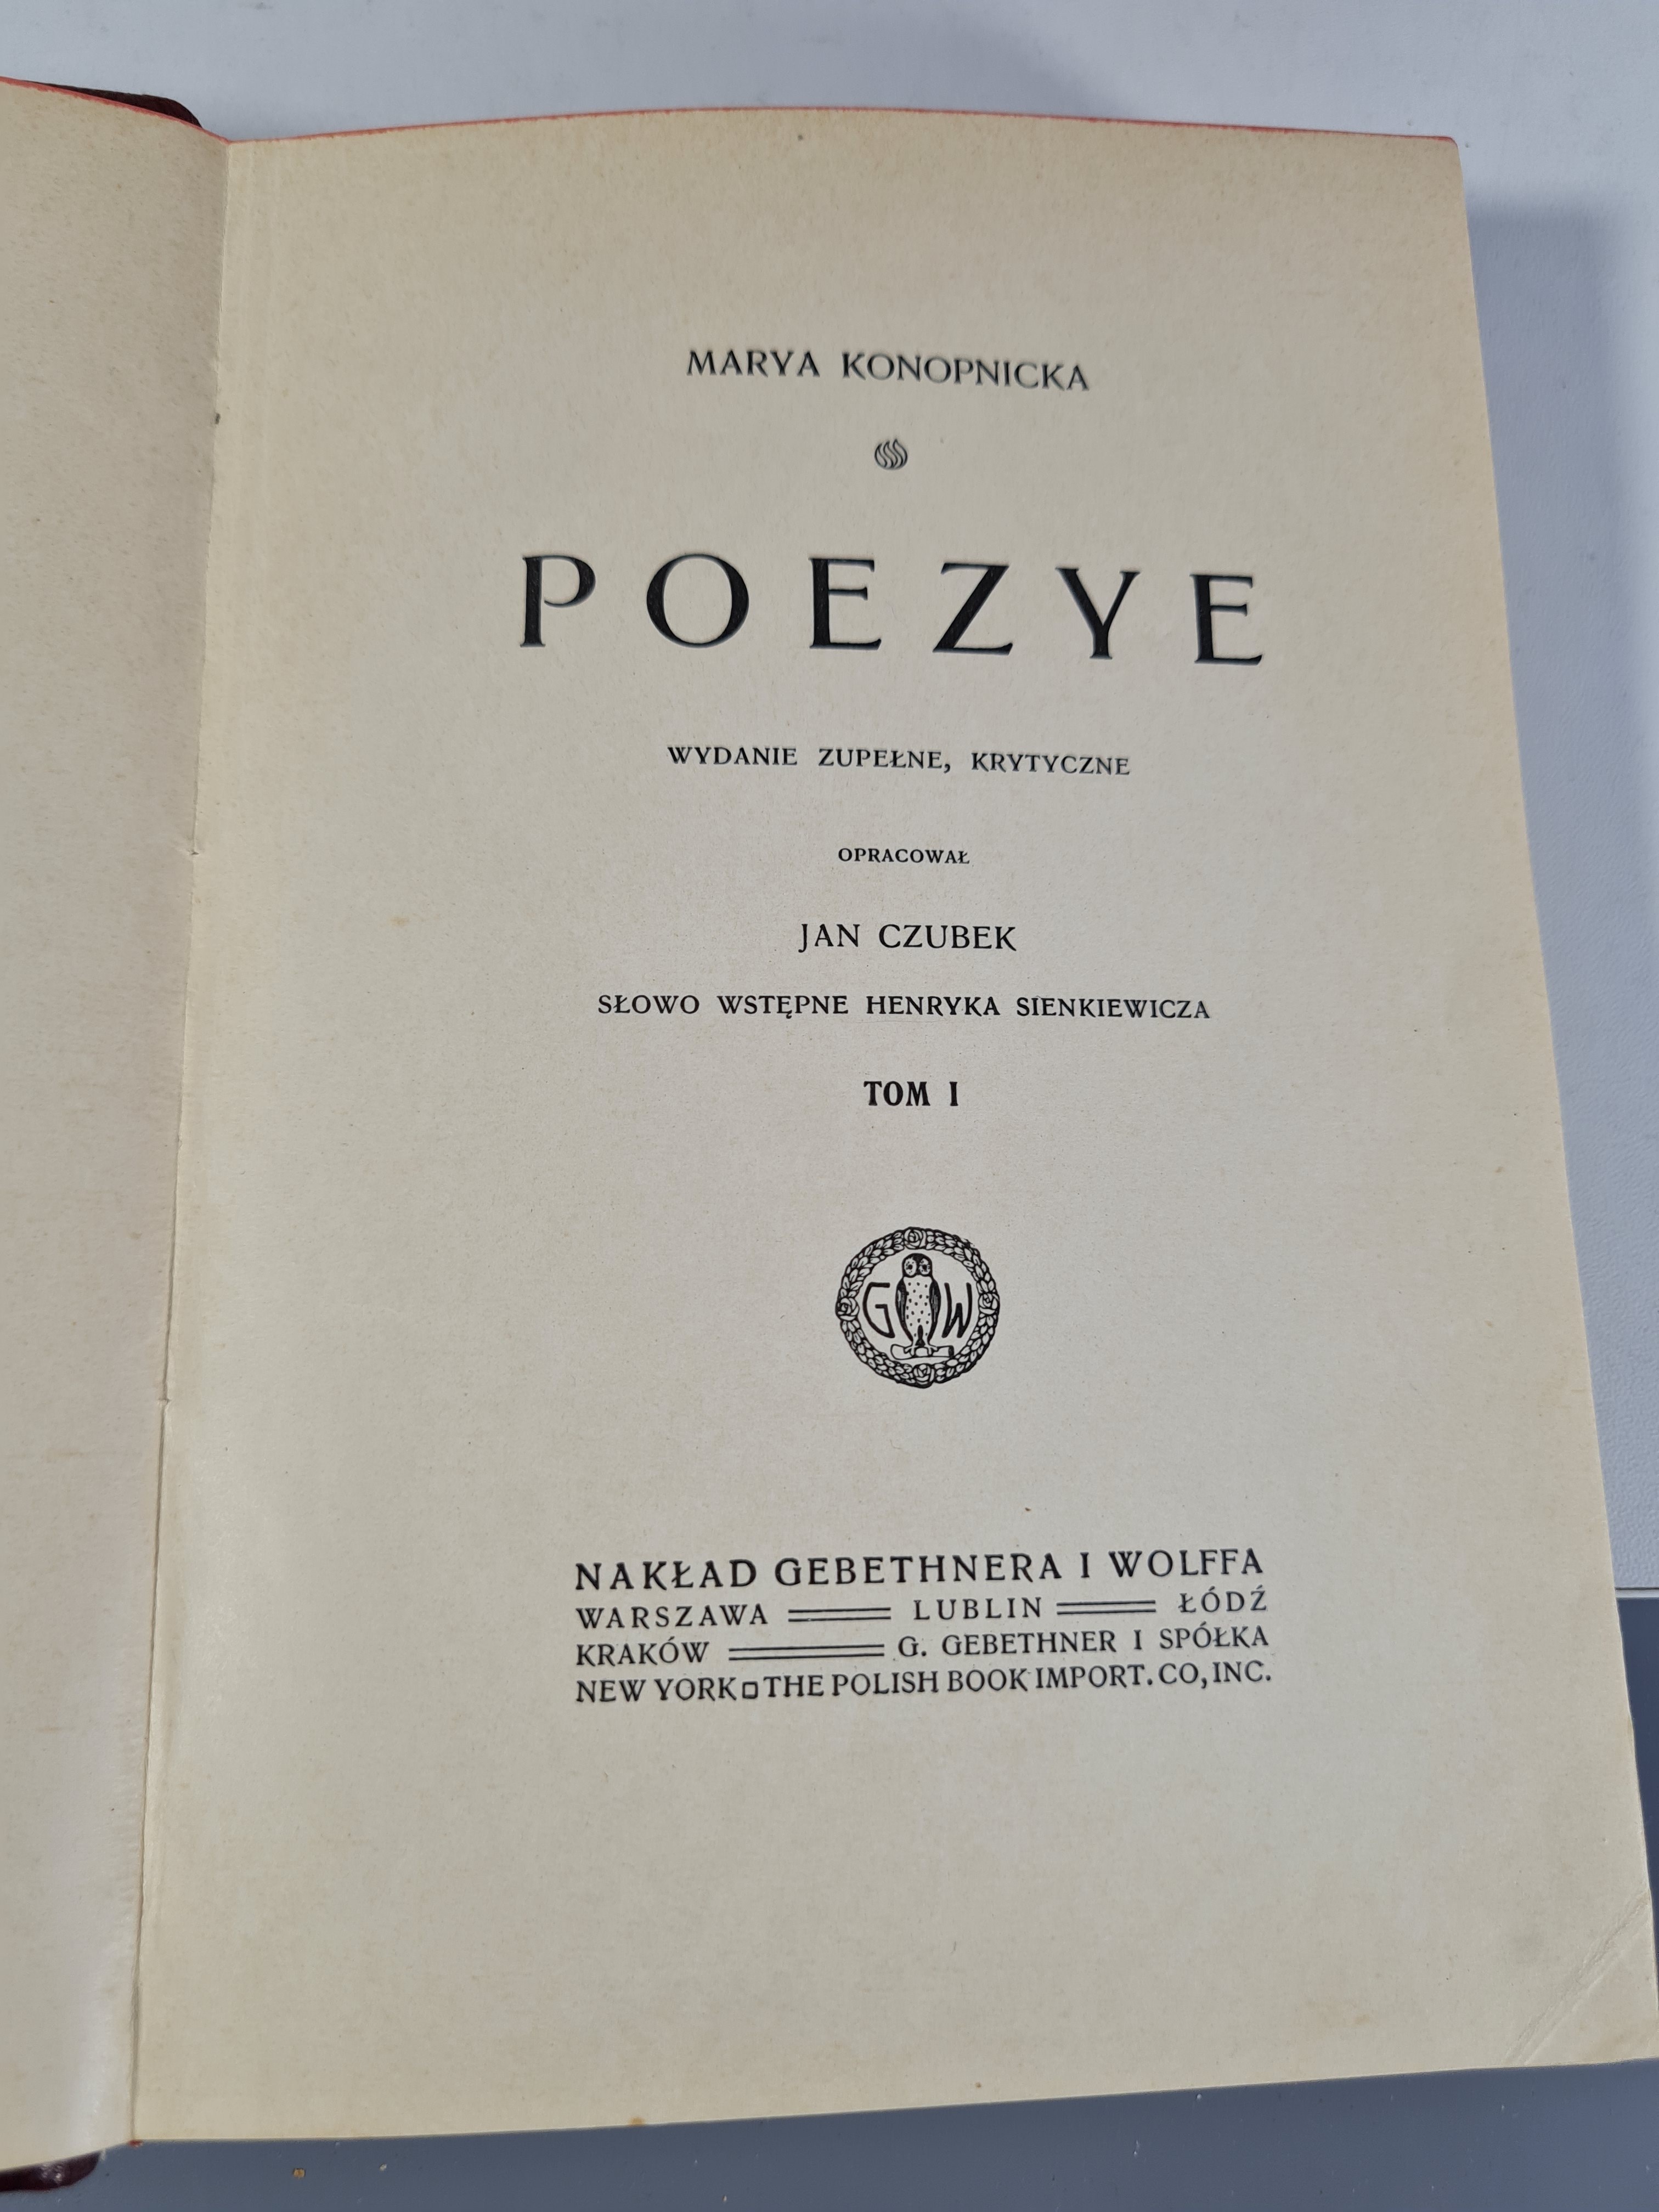 MARYA KONOPNICKA
POEZYE
WYDANIE ZUPEŁNE, KRYTYCZNE
OPRACOWAŁ
JAN CZUBEK
SŁOWO WSTĘPNE HENRYKA SIENKIEWICZA
TOM I
G W
NAKŁAD GEBETHNERA I WOLFFA
WARSZAWA LUBLIN ŁÓDŹ
KRAKÓW G. GEBETHNER I SPÓŁKA
NEW YORK THE POLISH BOOK IMPORT. CO, INC.